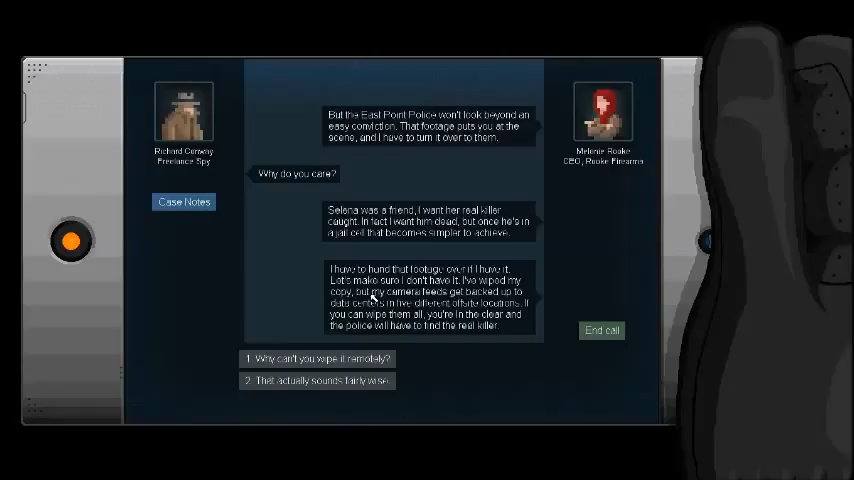 But the East Point Police won't look beyond an
easy conviction. That footage puts you at the
scene, and I have to turn it over to them.
Richard Conway
Freelance Spy
Melanie Rooke
CEO, Rooke Firearms
Why do you care?
Case Notes
Selena was a friend, I want her real killer
caught. In fact I want him dead, but once he's in
a jail cell that becomes simpler to achieve.
I have to hand that footage over if I have it.
Let's make sure I don't have it. I've wiped my
copy, but my camera feeds get backed up to
data centers in five different offsite locations. If
you can wipe them all, you're in the clear and
the police will have to find the real killer.
End call
1. Why can't you wipe it remotely?
2. That actually sounds fairly wise.